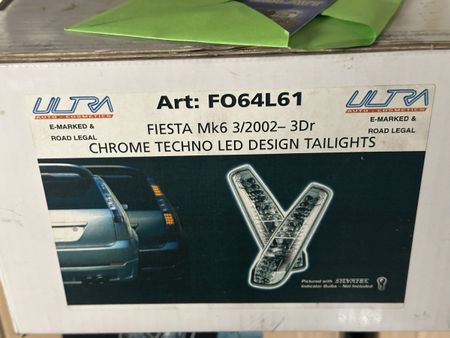 ULTRA
AUTO - COSMETICS
E-MARKED &
ROAD LEGAL
Art: FO64L61
ULTRA
AUTO - COSMETICS
E-MARKED &
ROAD LEGAL
FIESTA Mk6 3/2002– 3Dr
CHROME TECHNO LED DESIGN TAILIGHTS
Pictured with
Indicator Bulbs - Not Included